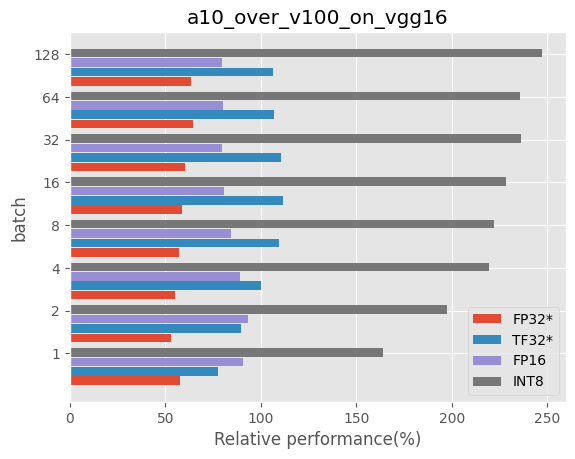 a10_over_v100_on_vgg16
batch
128
64
32
16
8
4
2
1
FP32*
TF32*
FP16
INT8
0
50
100
150
200
250
Relative performance(%)